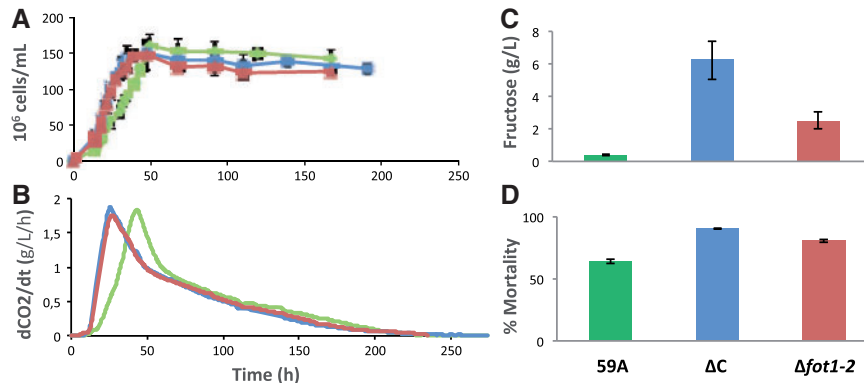 A
10⁶ cells/mL
200
150
100
50
0
0 50 100 150 200 250
B
dCO2/dt (g/L/h)
2
1,5
1
0,5
0
0 50 100 150 200 250
Time (h)
C
Fructose (g/L)
8
6
4
2
0
D
% Mortality
100
50
0
59A ΔC Δfot1-2